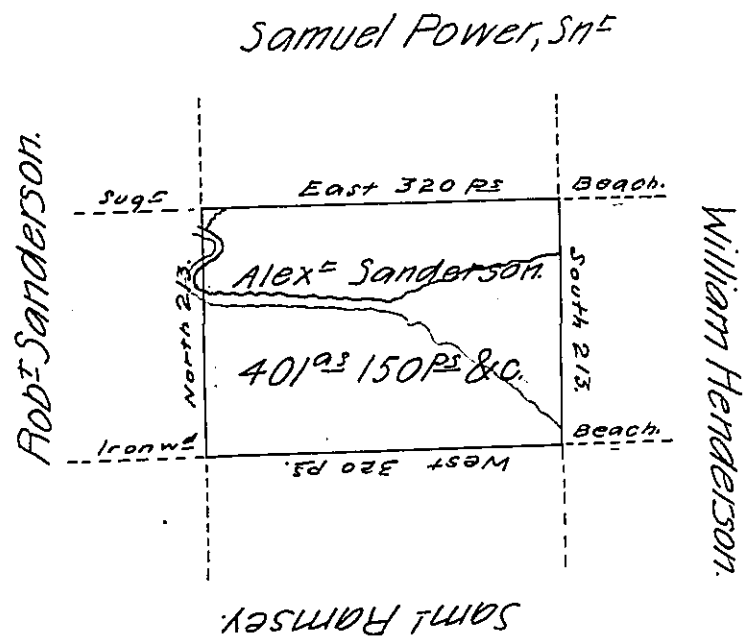 Samuel Power, Snr
Robt Sanderson.
Sugr
East 320 ps
Beach.
William Henderson.
North 213.
Alexr Sanderson.
South 213.
401as 150ps &c.
Ironwd
West 320 ps.
Beach.
Saml Ramsey.